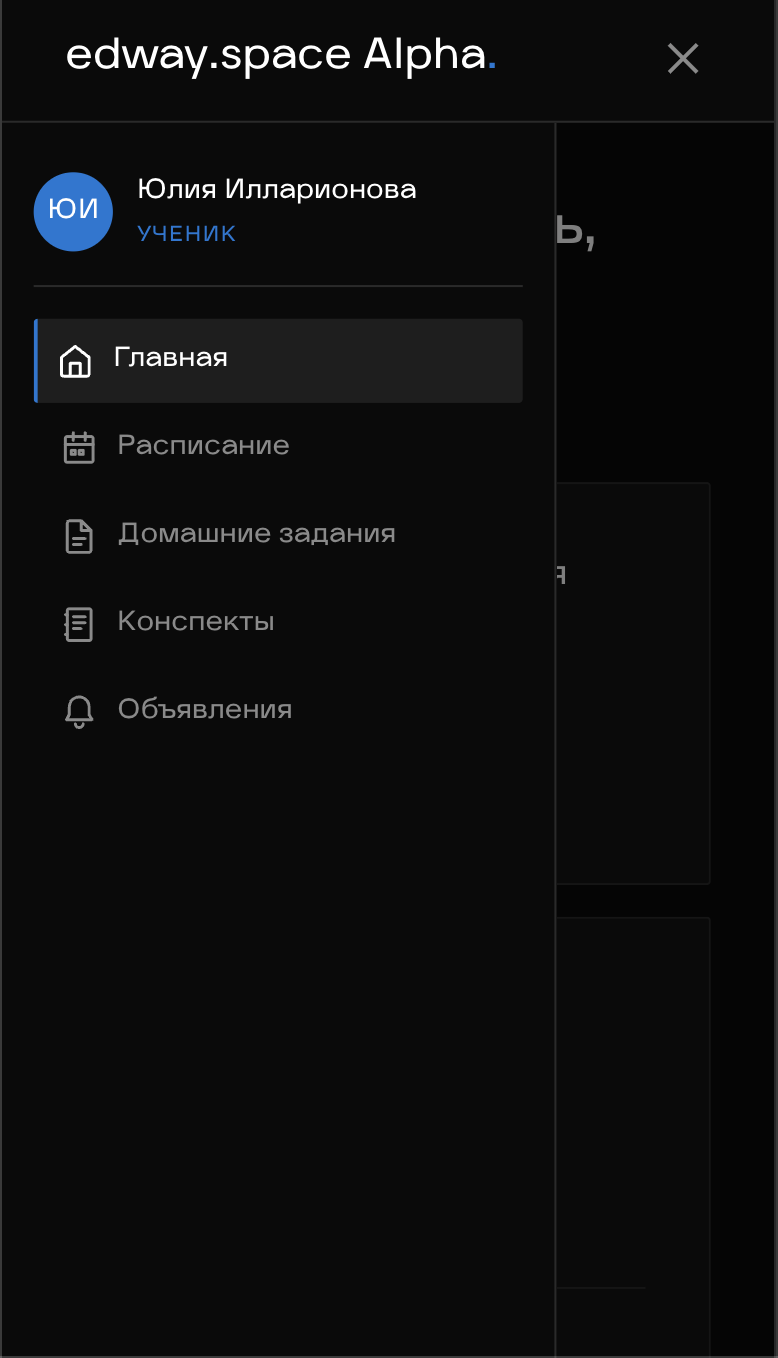 edway.space Alpha.
ЮИ
Юлия Илларионова
УЧЕНИК
ь,
Главная
Расписание
Домашние задания
я
Конспекты
Объявления